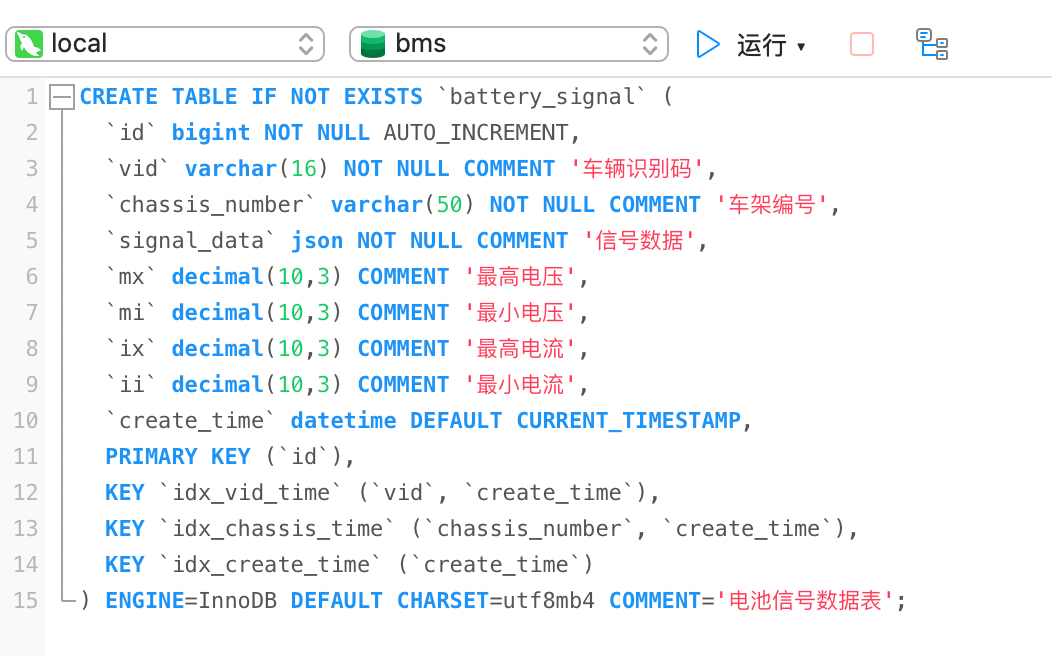 local bms 运行
1 CREATE TABLE IF NOT EXISTS `battery_signal` (
2 `id` bigint NOT NULL AUTO_INCREMENT,
3 `vid` varchar(16) NOT NULL COMMENT '车辆识别码',
4 `chassis_number` varchar(50) NOT NULL COMMENT '车架编号',
5 `signal_data` json NOT NULL COMMENT '信号数据',
6 `mx` decimal(10,3) COMMENT '最高电压',
7 `mi` decimal(10,3) COMMENT '最小电压',
8 `ix` decimal(10,3) COMMENT '最高电流',
9 `ii` decimal(10,3) COMMENT '最小电流',
10 `create_time` datetime DEFAULT CURRENT_TIMESTAMP,
11 PRIMARY KEY (`id`),
12 KEY `idx_vid_time` (`vid`, `create_time`),
13 KEY `idx_chassis_time` (`chassis_number`, `create_time`),
14 KEY `idx_create_time` (`create_time`)
15 ) ENGINE=InnoDB DEFAULT CHARSET=utf8mb4 COMMENT='电池信号数据表';